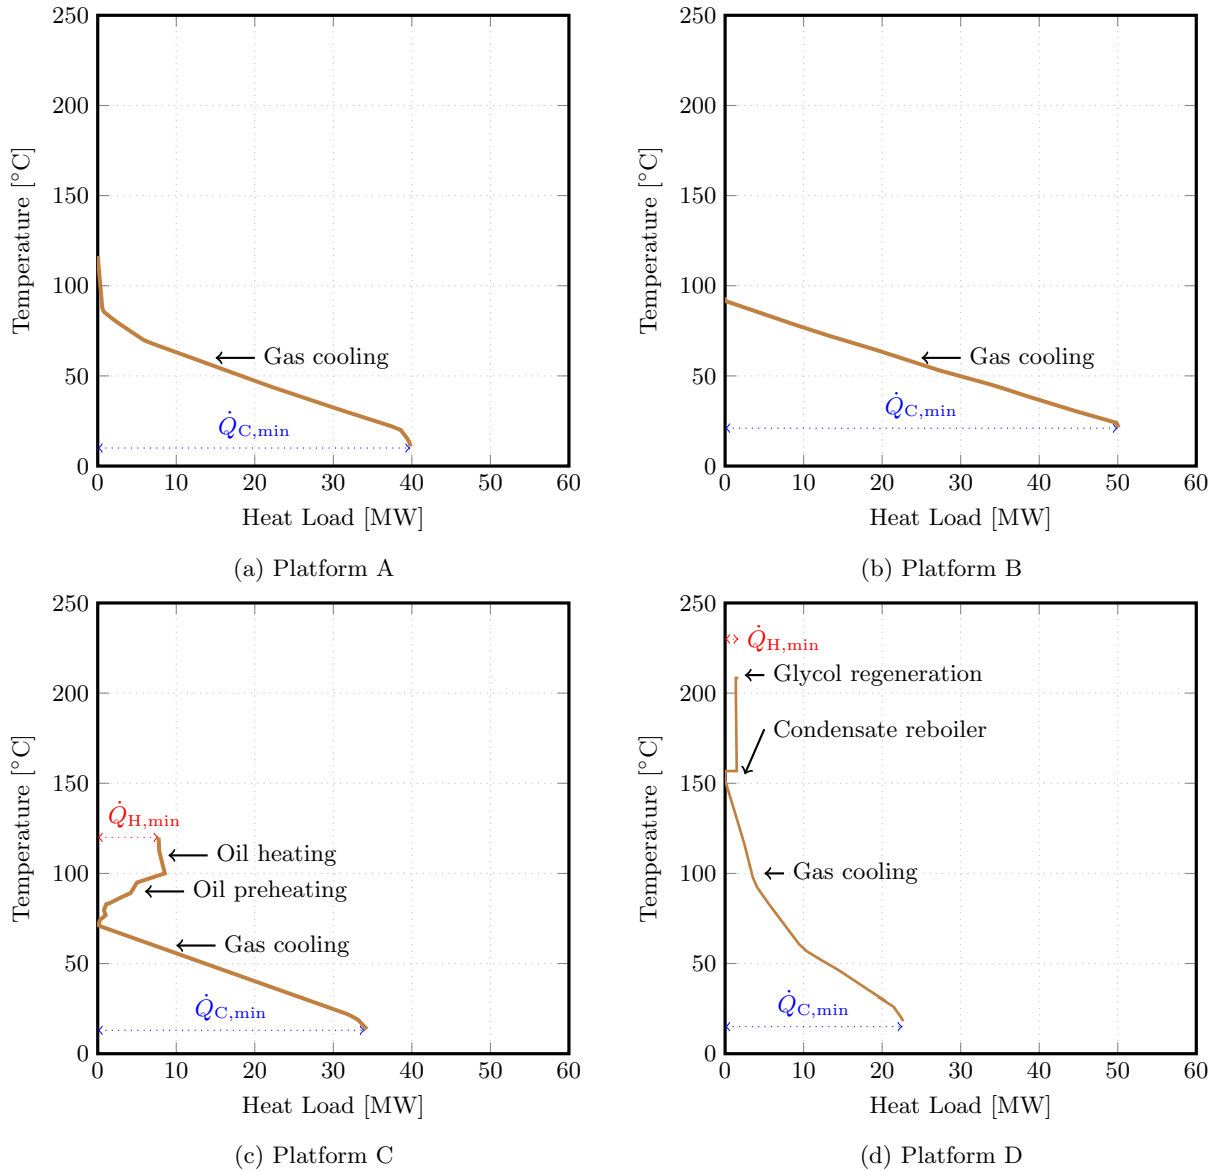 250
200
150
100
50
0
Temperature [°C]
Gas cooling
Q̇C,min
0 10 20 30 40 50 60
Heat Load [MW]
(a) Platform A
250
200
150
100
50
0
Temperature [°C]
Gas cooling
Q̇C,min
0 10 20 30 40 50 60
Heat Load [MW]
(b) Platform B
250
200
150
100
50
0
Temperature [°C]
Q̇H,min
Oil heating
Oil preheating
Gas cooling
Q̇C,min
0 10 20 30 40 50 60
Heat Load [MW]
(c) Platform C
250
200
150
100
50
0
Temperature [°C]
Q̇H,min
Glycol regeneration
Condensate reboiler
Gas cooling
Q̇C,min
0 10 20 30 40 50 60
Heat Load [MW]
(d) Platform D